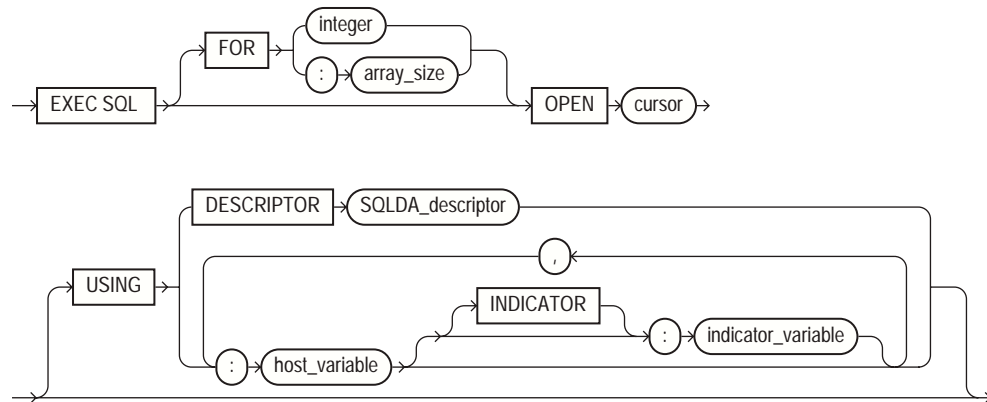 integer
FOR
: array_size
EXEC SQL OPEN cursor
DESCRIPTOR SQLDA_descriptor
,
USING INDICATOR
: indicator_variable
: host_variable